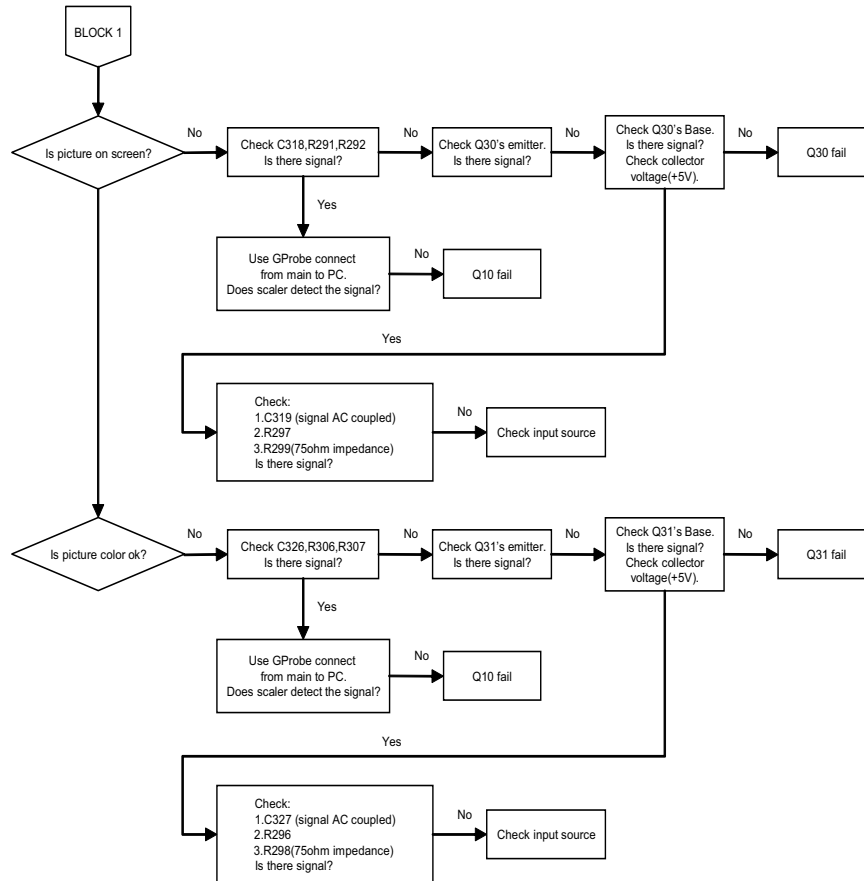 BLOCK 1
Is picture on screen?
No
Check C318,R291,R292
Is there signal?
No
Check Q30's emitter.
Is there signal?
No
Check Q30's Base.
Is there signal?
Check collector
voltage(+5V).
No
Q30 fail
Yes
Use GProbe connect
from main to PC.
Does scaler detect the signal?
No
Q10 fail
Yes
Check:
1.C319 (signal AC coupled)
2.R297
3.R299(75ohm impedance)
Is there signal?
No
Check input source
Is picture color ok?
No
Check C326,R306,R307
Is there signal?
No
Check Q31's emitter.
Is there signal?
No
Check Q31's Base.
Is there signal?
Check collector
voltage(+5V).
No
Q31 fail
Yes
Use GProbe connect
from main to PC.
Does scaler detect the signal?
No
Q10 fail
Yes
Check:
1.C327 (signal AC coupled)
2.R296
3.R298(75ohm impedance)
Is there signal?
No
Check input source